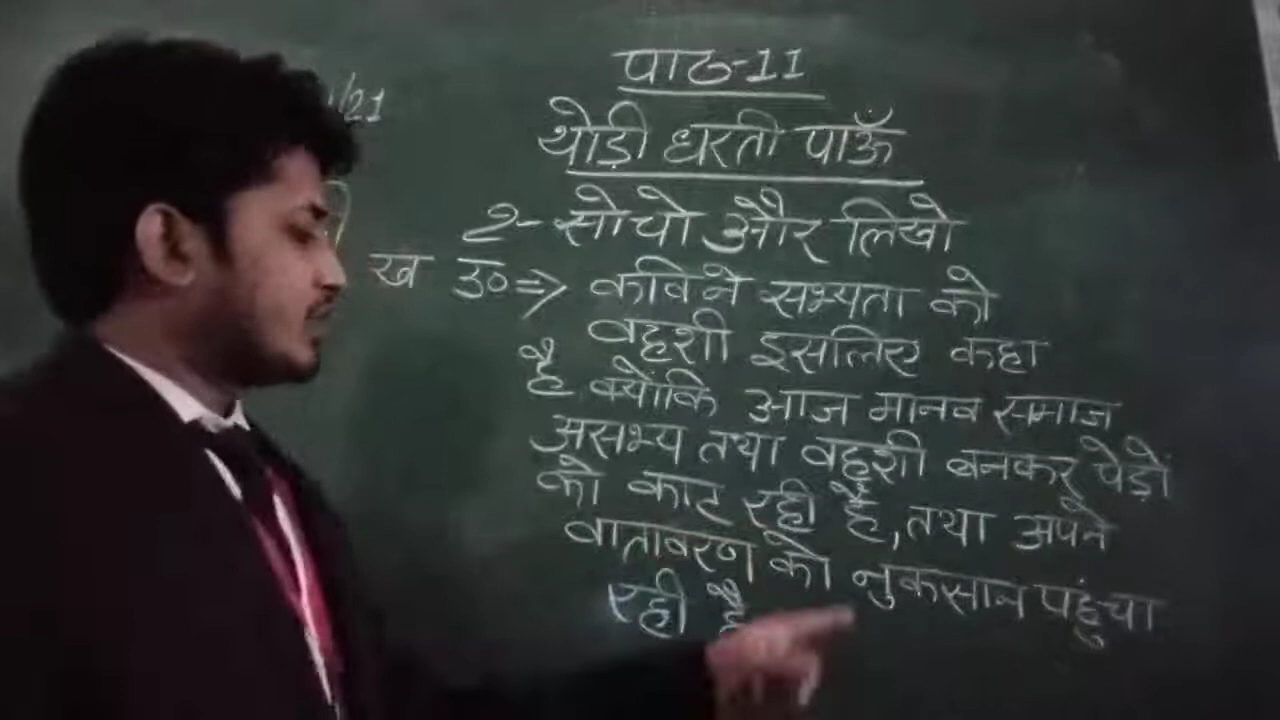 /21
पाठ-11
थोड़ी धरती पाऊँ
2- सोचो और लिखो
ख उ० => कवि ने सभ्यता को
वहशी इसलिए कहा
है क्योंकि आज मानव समाज
असभ्य तथा वहशी बनकर पेड़ों
को काट रही है, तथा अपने
वातावरण को नुकसान पहुंचा
रही है